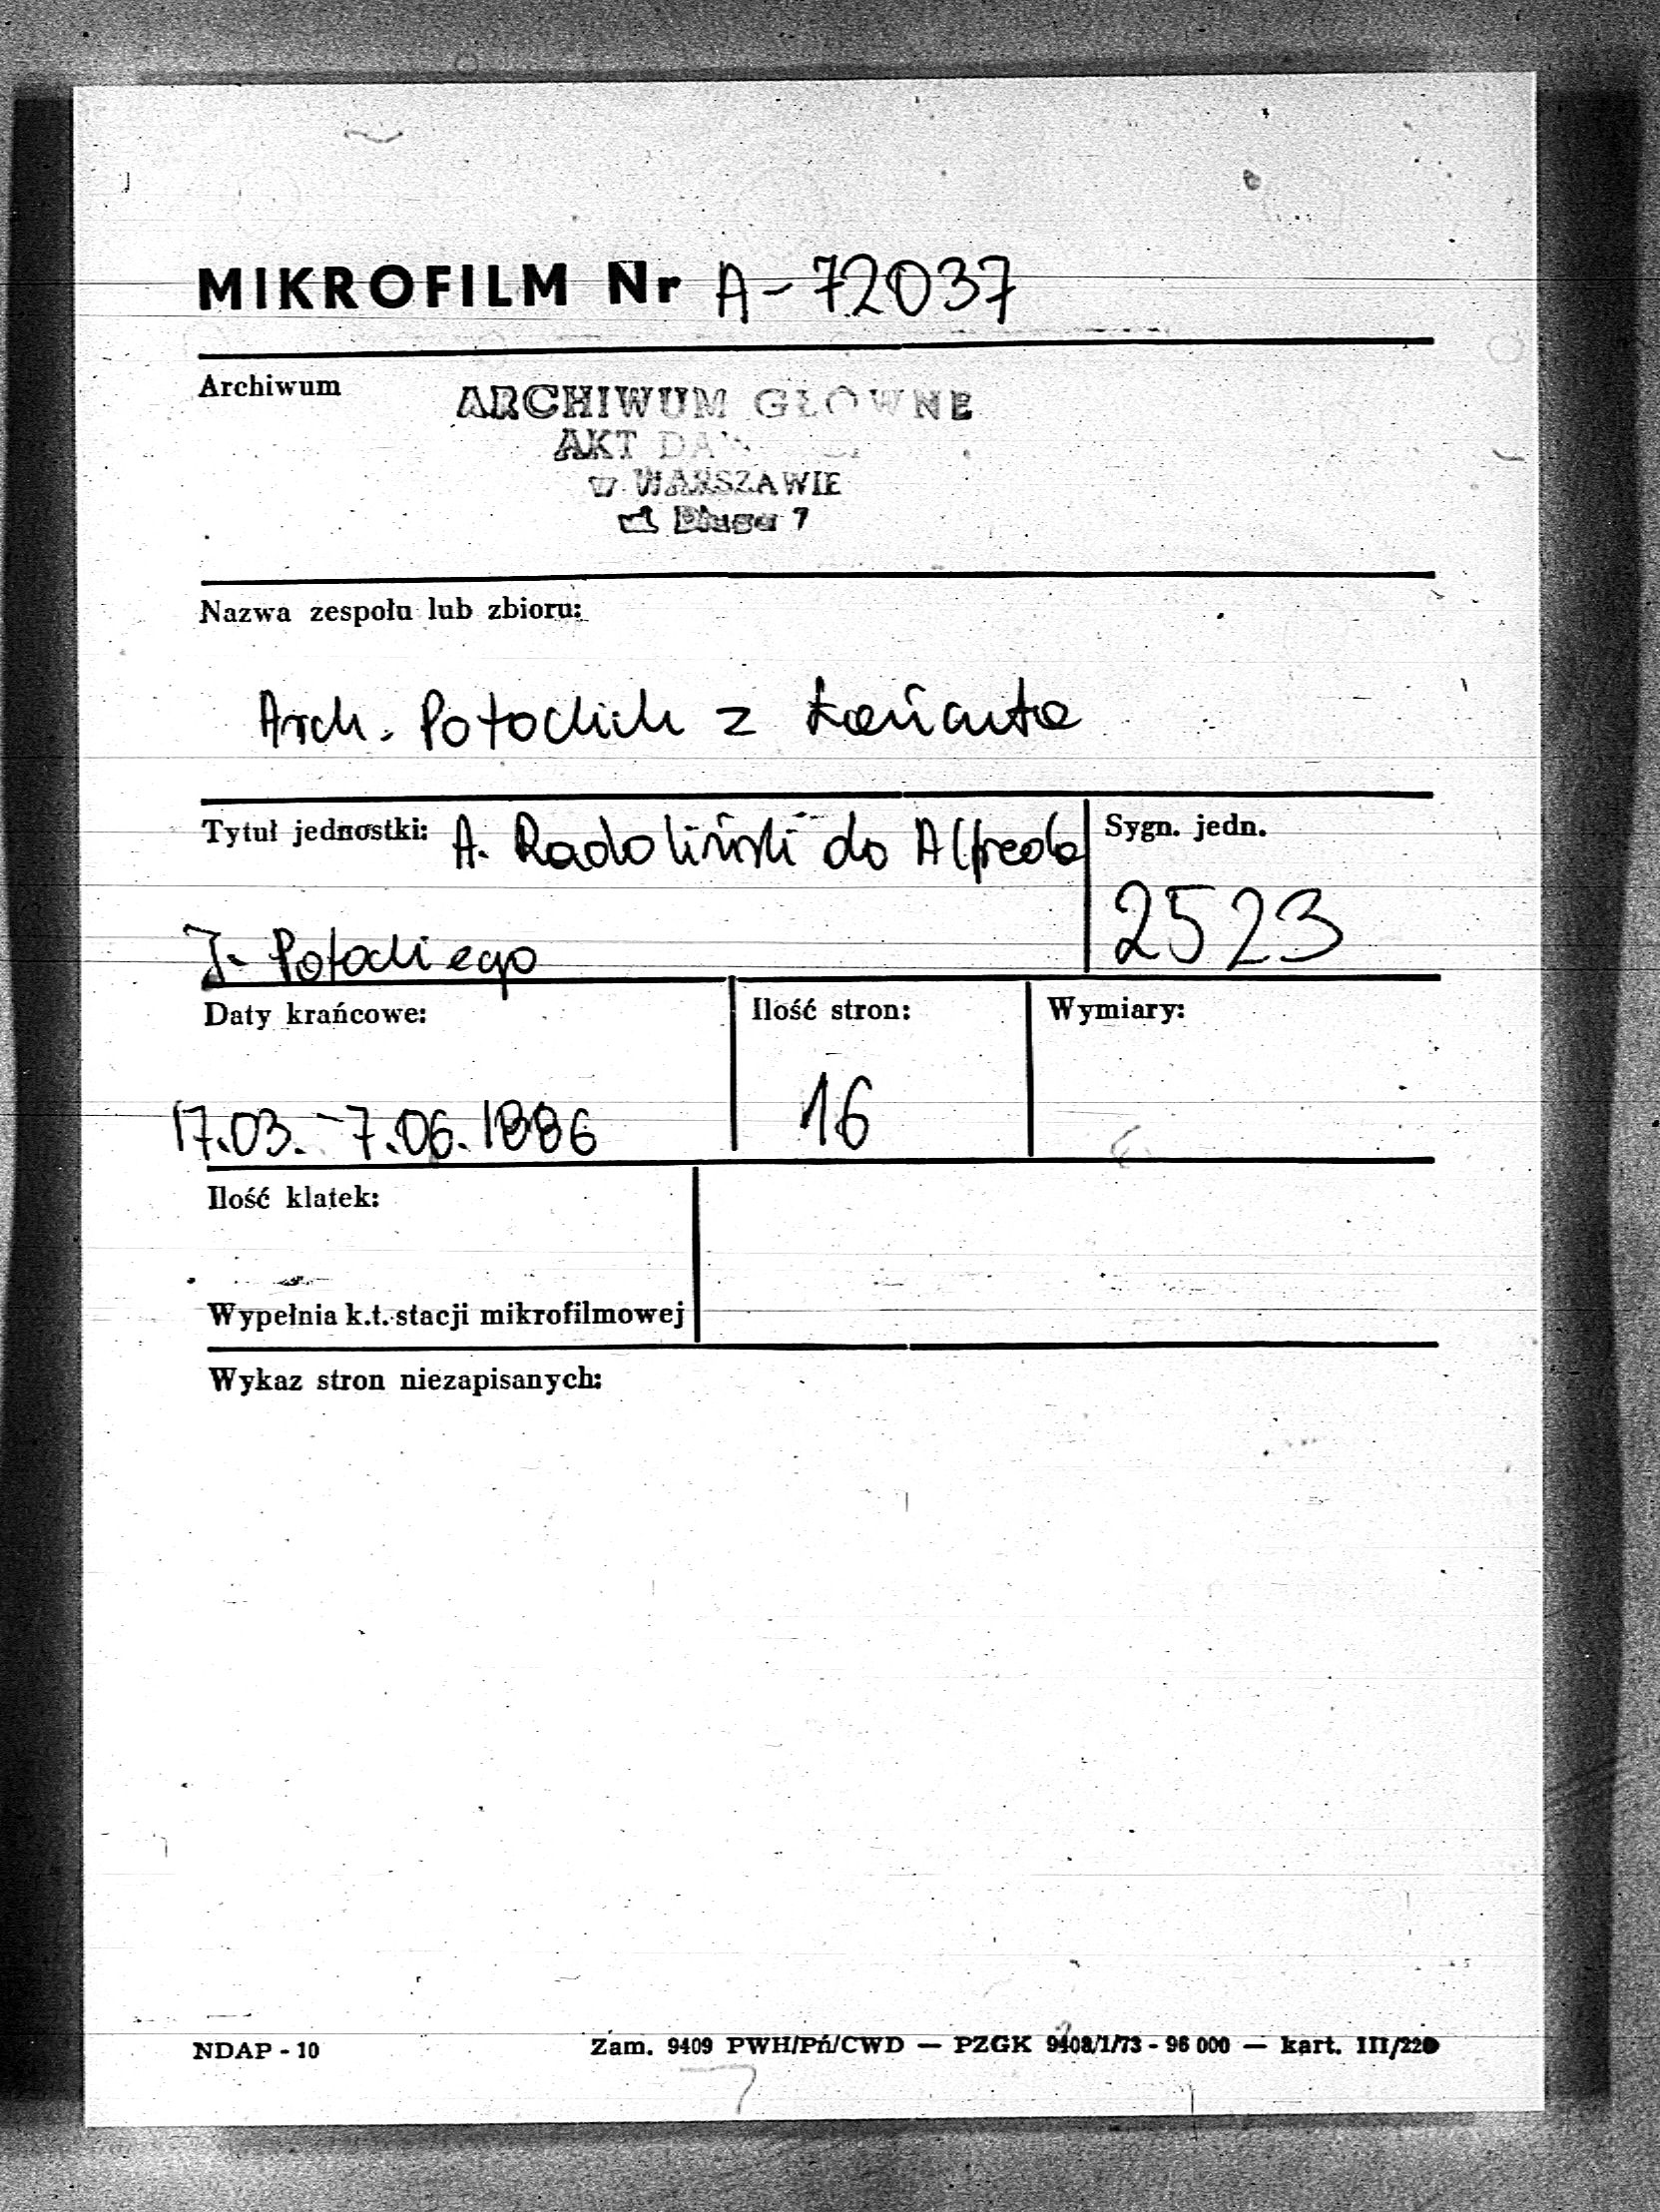 MIKROFILM Nr A-72037
Archiwum
ARCHIWUM GŁÓWNE
AKT
w WARSZAWIE
ul Długa 7
Nazwa zespołu lub zbioru:
Arch. Potockich z Łańcuta
Tytuł jednostki: A. Radoliński do Alfreda
J. Potockiego
Sygn. jedn.
2523
Daty krańcowe:
17.03.-7.06.1886
Ilość stron:
16
Wymiary:
Ilość klatek:
Wypełnia k.t. stacji mikrofilmowej
Wykaz stron niezapisanych:
NDAP - 10
Zam. 9409 PWH/Pń/CWD — PZGK 9408/1/73 - 96 000 — kart. III/220